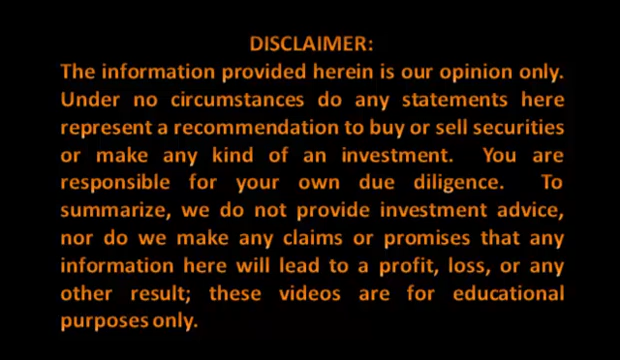 DISCLAIMER:
The information provided herein is our opinion only.
Under no circumstances do any statements here
represent a recommendation to buy or sell securities
or make any kind of an investment. You are
responsible for your own due diligence. To
summarize, we do not provide investment advice,
nor do we make any claims or promises that any
information here will lead to a profit, loss, or any
other result; these videos are for educational
purposes only.